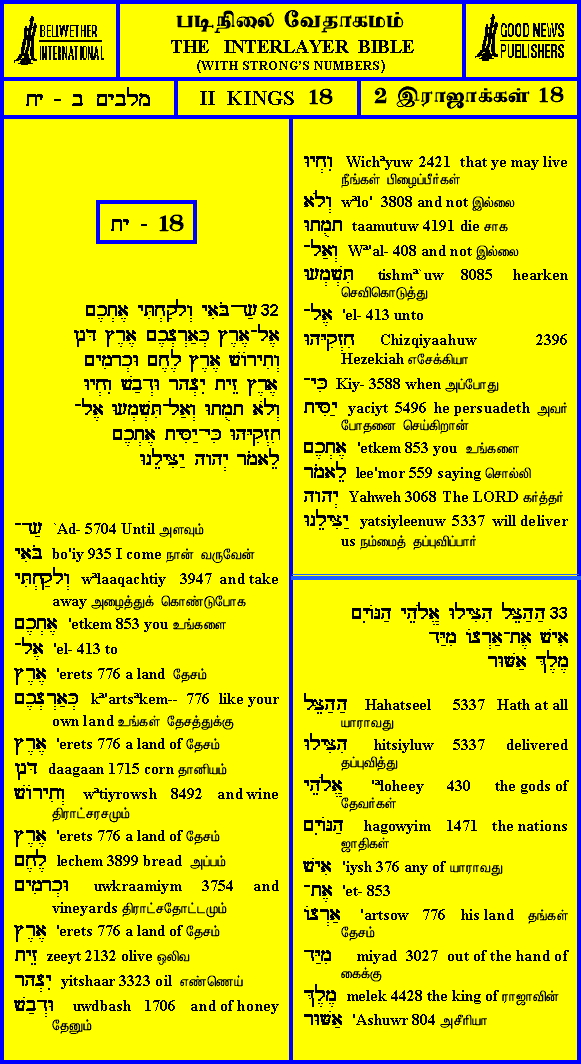 BELLWETHER
INTERNATIONAL
படிநிலை வேதாகமம்
THE INTERLAYER BIBLE
(WITH STRONG'S NUMBERS)
GOOD NEWS
PUBLISHERS
מלבים ב - יח
II KINGS 18
2 இராஜாக்கள் 18
18 - יח
32 עַד־בֹּאִי וְלָקַחְתִּי אֶתְכֶם
אֶל־אֶרֶץ כְּאַרְצְכֶם אֶרֶץ דָּגָן
וְתִירוֹשׁ אֶרֶץ לֶחֶם וּכְרָמִים
אֶרֶץ זֵית יִצְהָר וּדְבַשׁ וִחְיוּ
וְלֹא תָמֻתוּ וְאַל־תִּשְׁמְעוּ אֶל־
חִזְקִיָּהוּ כִּי־יַסִּית אֶתְכֶם
לֵאמֹר יְהוָה יַצִּילֵנוּ
עַד־ `Ad- 5704 Until அளவும்
בֹּאִי bo'iy 935 I come நான் வருவேன்
וְלָקַחְתִּי wªlaaqachtiy 3947 and take
away அழைத்துக் கொண்டுபோக
אֶתְכֶם 'etkem 853 you உங்களை
אֶל־ 'el- 413 to
אֶרֶץ 'erets 776 a land தேசம்
כְּאַרְצְכֶם kª'artsªkem-- 776 like your
own land உங்கள் தேசத்துக்கு
אֶרֶץ 'erets 776 a land of தேசம்
דָּגָן daagaan 1715 corn தானியம்
וְתִירוֹשׁ wªtiyrowsh 8492 and wine
திராட்சரசமும்
אֶרֶץ 'erets 776 a land of தேசம்
לֶחֶם lechem 3899 bread அப்பம்
וּכְרָמִים uwkraamiym 3754 and
vineyards திராட்சதோட்டமும்
אֶרֶץ 'erets 776 a land of தேசம்
זֵית zeeyt 2132 olive ஒலிவ
יִצְהָר yitshaar 3323 oil எண்ணெய்
וּדְבַשׁ uwdbash 1706 and of honey
தேனும்
וִחְיוּ Wichªyuw 2421 that ye may live
நீங்கள் பிழைப்பீர்கள்
וְלֹא wªlo' 3808 and not இல்லை
תָמֻתוּ taamutuw 4191 die சாக
וְאַל־ Wª'al- 408 and not இல்லை
תִּשְׁמְעוּ tishmª`uw 8085 hearken
செவிகொடுத்து
אֶל־ 'el- 413 unto
חִזְקִיָּהוּ Chizqiyaahuw 2396
Hezekiah எசேக்கியா
כִּי־ Kiy- 3588 when அப்போது
יַסִּית yaciyt 5496 he persuadeth அவர்
போதனை செய்கிறான்
אֶתְכֶם 'etkem 853 you உங்களை
לֵאמֹר lee'mor 559 saying சொல்லி
יְהוָה Yahweh 3068 The LORD கர்த்தர்
יַצִּילֵנוּ yatsiyleenuw 5337 will deliver
us நம்மைத் தப்புவிப்பார்
33 הַהַצֵּל הִצִּילוּ אֱלֹהֵי הַגּוֹיִם
אִישׁ אֶת־אַרְצוֹ מִיַּד
מֶלֶךְ אַשּׁוּר
הַהַצֵּל Hahatseel 5337 Hath at all
யாராவது
הִצִּילוּ hitsiyluw 5337 delivered
தப்புவித்து
אֱלֹהֵי 'ªloheey 430 the gods of
தேவர்கள்
הַגּוֹיִם hagowyim 1471 the nations
ஜாதிகள்
אִישׁ 'iysh 376 any of யாராவது
אֶת־ 'et- 853
אַרְצוֹ 'artsow 776 his land தங்கள்
தேசம்
מִיַּד miyad 3027 out of the hand of
கைக்கு
מֶלֶךְ melek 4428 the king of ராஜாவின்
אַשּׁוּר 'Ashuwr 804 அசீரியா